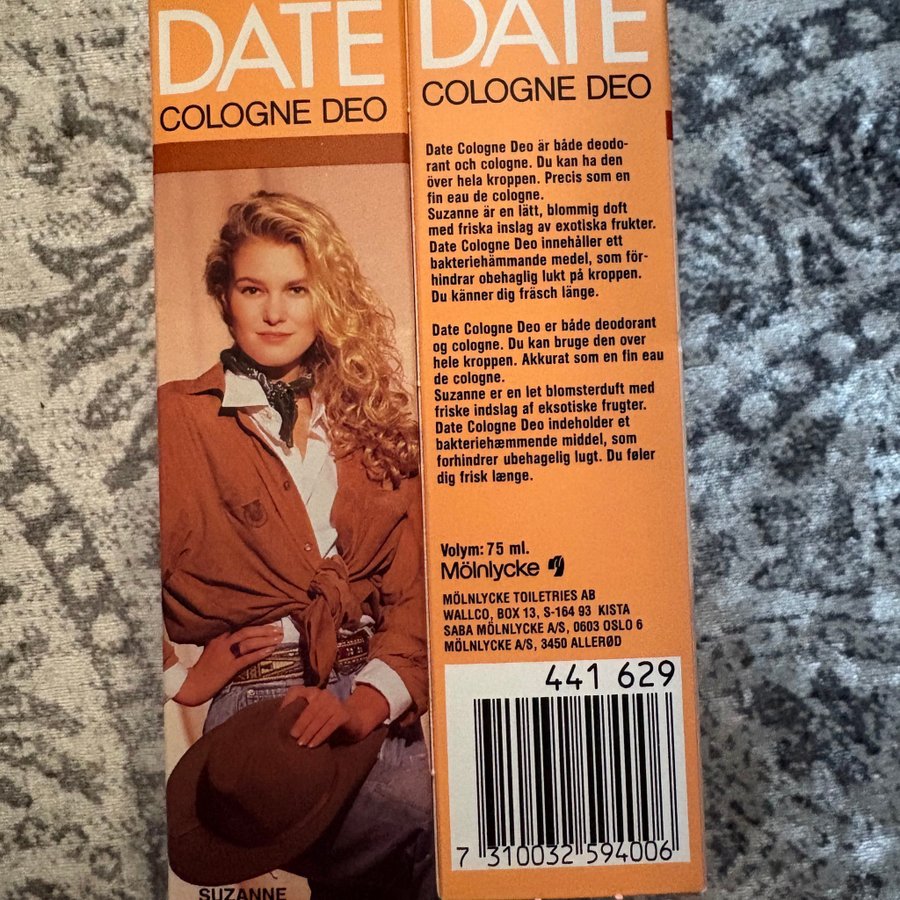 DATE
COLOGNE DEO
SUZANNE
DATE
COLOGNE DEO
Date Cologne Deo är både deodo-
rant och cologne. Du kan ha den
över hela kroppen. Precis som en
fin eau de cologne.
Suzanne är en lätt, blommig doft
med friska inslag av exotiska frukter.
Date Cologne Deo innehåller ett
bakteriehämmande medel, som för-
hindrar obehaglig lukt på kroppen.
Du känner dig fräsch länge.
Date Cologne Deo er både deodorant
og cologne. Du kan bruge den over
hele kroppen. Akkurat som en fin eau
de cologne.
Suzanne er en let blomsterduft med
friske indslag af eksotiske frugter.
Date Cologne Deo indeholder et
bakteriehæmmende middel, som
forhindrer ubehagelig lugt. Du føler
dig frisk længe.
Volym: 75 ml.
Mölnlycke
MÖLNLYCKE TOILETRIES AB
WALLCO, BOX 13, S-164 93 KISTA
SABA MÖLNLYCKE A/S, 0603 OSLO 6
MÖLNLYCKE A/S, 3450 ALLERØD
441 629
7 310032 594006